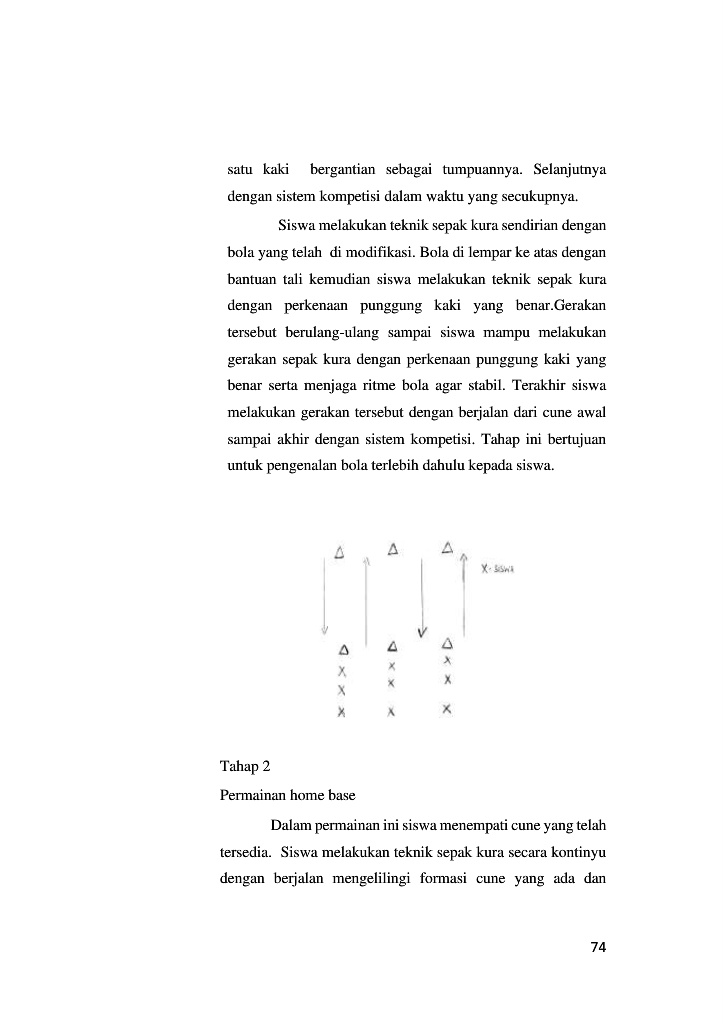 satu kaki bergantian sebagai tumpuannya. Selanjutnya
dengan sistem kompetisi dalam waktu yang secukupnya.
Siswa melakukan teknik sepak kura sendirian dengan
bola yang telah di modifikasi. Bola di lempar ke atas dengan
bantuan tali kemudian siswa melakukan teknik sepak kura
dengan perkenaan punggung kaki yang benar.Gerakan
tersebut berulang-ulang sampai siswa mampu melakukan
gerakan sepak kura dengan perkenaan punggung kaki yang
benar serta menjaga ritme bola agar stabil. Terakhir siswa
melakukan gerakan tersebut dengan berjalan dari cune awal
sampai akhir dengan sistem kompetisi. Tahap ini bertujuan
untuk pengenalan bola terlebih dahulu kepada siswa.
X = SISWA
X X X
X X X
X X X
Tahap 2
Permainan home base
Dalam permainan ini siswa menempati cune yang telah
tersedia. Siswa melakukan teknik sepak kura secara kontinyu
dengan berjalan mengelilingi formasi cune yang ada dan
74